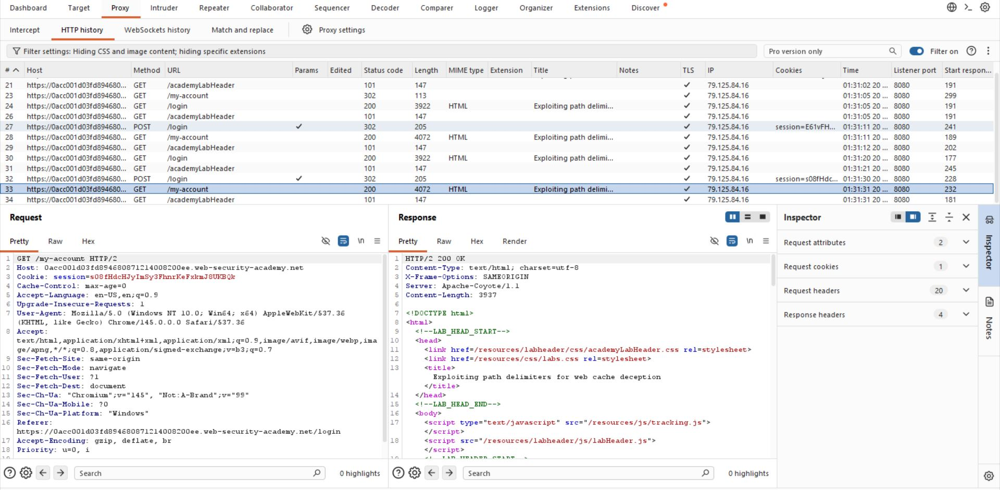 Dashboard Target Proxy Intruder Repeater Collaborator Sequencer Decoder Comparer Logger Organizer Extensions Discover
Intercept HTTP history WebSockets history Match and replace Proxy settings
Filter settings: Hiding CSS and image content; hiding specific extensions Pro version only Filter on
# Host Method URL Params Edited Status code Length MIME type Extension Title Notes TLS IP Cookies Time Listener port Start respon...
21 https://0acc001d03fd894680... GET /academyLabHeader 101 147 ✓ 79.125.84.16 01:31:02 20 ... 8080 191
23 https://0acc001d03fd894680... GET /my-account 302 113 ✓ 79.125.84.16 01:31:05 20 ... 8080 299
24 https://0acc001d03fd894680... GET /login 200 3922 HTML Exploiting path delimi... ✓ 79.125.84.16 01:31:05 20 ... 8080 191
26 https://0acc001d03fd894680... GET /academyLabHeader 101 147 ✓ 79.125.84.16 01:31:05 20 ... 8080 191
27 https://0acc001d03fd894680... POST /login ✓ 302 205 ✓ 79.125.84.16 session=E61vFH... 01:31:11 20 ... 8080 241
28 https://0acc001d03fd894680... GET /my-account 200 4072 HTML Exploiting path delimi... ✓ 79.125.84.16 01:31:11 20 ... 8080 189
29 https://0acc001d03fd894680... GET /academyLabHeader 101 147 ✓ 79.125.84.16 01:31:12 20 ... 8080 202
30 https://0acc001d03fd894680... GET /login 200 3922 HTML Exploiting path delimi... ✓ 79.125.84.16 01:31:20 20 ... 8080 177
31 https://0acc001d03fd894680... GET /academyLabHeader 101 147 ✓ 79.125.84.16 01:31:21 20 ... 8080 245
32 https://0acc001d03fd894680... POST /login ✓ 302 205 ✓ 79.125.84.16 session=s08fHdc... 01:31:30 20 ... 8080 228
33 https://0acc001d03fd894680... GET /my-account 200 4072 HTML Exploiting path delimi... ✓ 79.125.84.16 01:31:31 20 ... 8080 232
34 https://0acc001d03fd894680... GET /academyLabHeader 101 147 ✓ 79.125.84.16 01:31:31 20 ... 8080 181
Request
Pretty Raw Hex \n
1 GET /my-account HTTP/2
2 Host: 0acc001d03fd894680871214008200ee.web-security-academy.net
3 Cookie: session=s08fHdcHJyImSy3FhnrKeFxkmJ8UKBQk
4 Cache-Control: max-age=0
5 Accept-Language: en-US,en;q=0.9
6 Upgrade-Insecure-Requests: 1
7 User-Agent: Mozilla/5.0 (Windows NT 10.0; Win64; x64) AppleWebKit/537.36
(KHTML, like Gecko) Chrome/145.0.0.0 Safari/537.36
8 Accept:
text/html,application/xhtml+xml,application/xml;q=0.9,image/avif,image/webp,ima
ge/apng,*/*;q=0.8,application/signed-exchange;v=b3;q=0.7
9 Sec-Fetch-Site: same-origin
10 Sec-Fetch-Mode: navigate
11 Sec-Fetch-User: ?1
12 Sec-Fetch-Dest: document
13 Sec-Ch-Ua: "Chromium";v="145", "Not:A-Brand";v="99"
14 Sec-Ch-Ua-Mobile: ?0
15 Sec-Ch-Ua-Platform: "Windows"
16 Referer:
https://0acc001d03fd894680871214008200ee.web-security-academy.net/login
17 Accept-Encoding: gzip, deflate, br
18 Priority: u=0, i
Search 0 highlights
Response
Pretty Raw Hex Render \n
1 HTTP/2 200 OK
2 Content-Type: text/html; charset=utf-8
3 X-Frame-Options: SAMEORIGIN
4 Server: Apache-Coyote/1.1
5 Content-Length: 3937
6
7 <!DOCTYPE html>
8 <html>
9 <!--LAB_HEAD_START-->
10 <head>
11 <link href=/resources/labheader/css/academyLabHeader.css rel=stylesheet>
12 <link href=/resources/css/labs.css rel=stylesheet>
13 <title>
Exploiting path delimiters for web cache deception
</title>
14 </head>
15 <!--LAB_HEAD_END-->
16 <body>
17 <script type="text/javascript" src="/resources/js/tracking.js">
</script>
18 <script src="/resources/labheader/js/labHeader.js">
</script>
Search 0 highlights
Inspector
Request attributes 2
Request cookies 1
Request headers 20
Response headers 4
Inspector
Notes